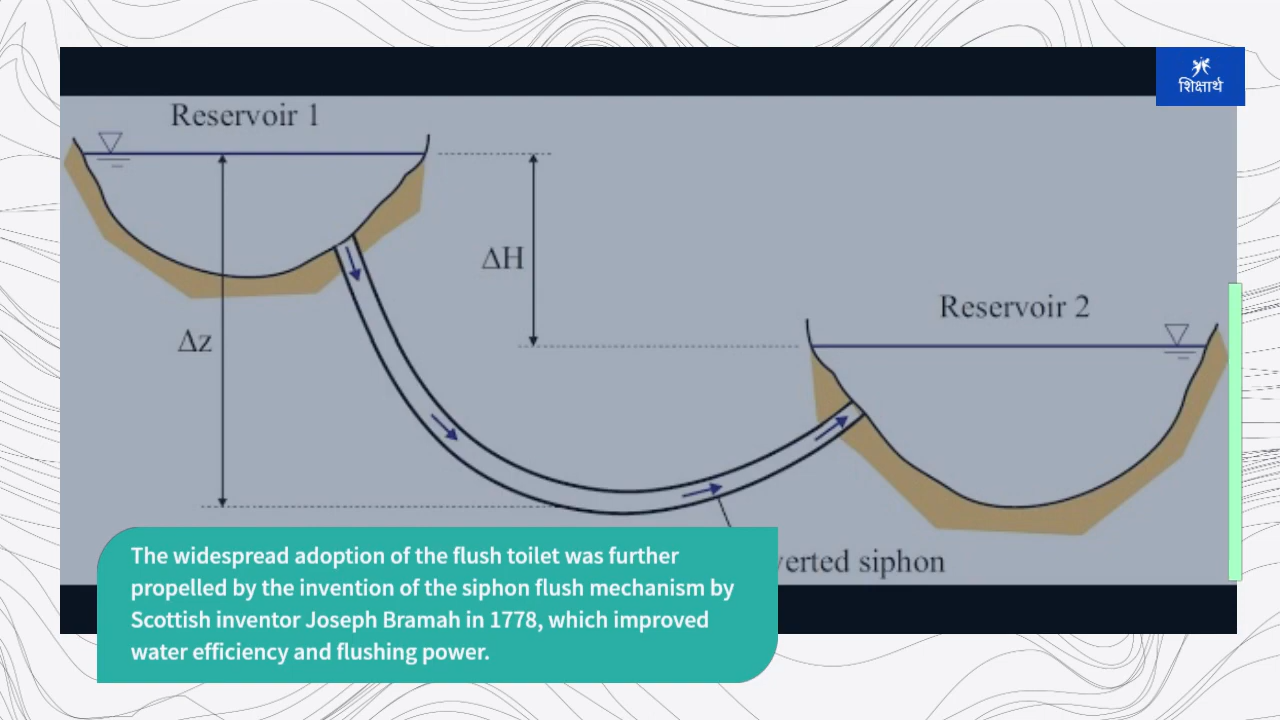 शिक्षार्थ
Reservoir 1
ΔH
Reservoir 2
Δz
verted siphon
The widespread adoption of the flush toilet was further
propelled by the invention of the siphon flush mechanism by
Scottish inventor Joseph Bramah in 1778, which improved
water efficiency and flushing power.